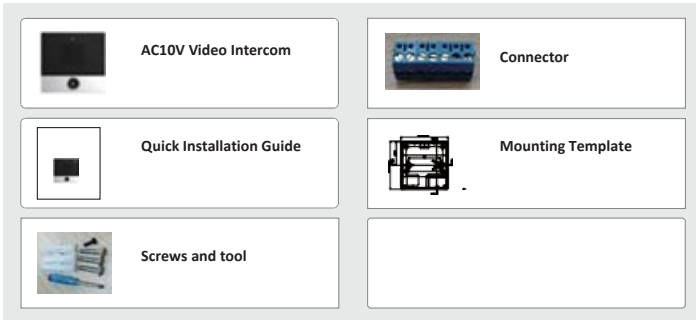 AC10V Video Intercom
Connector
Quick Installation Guide
Mounting Template
Screws and tool